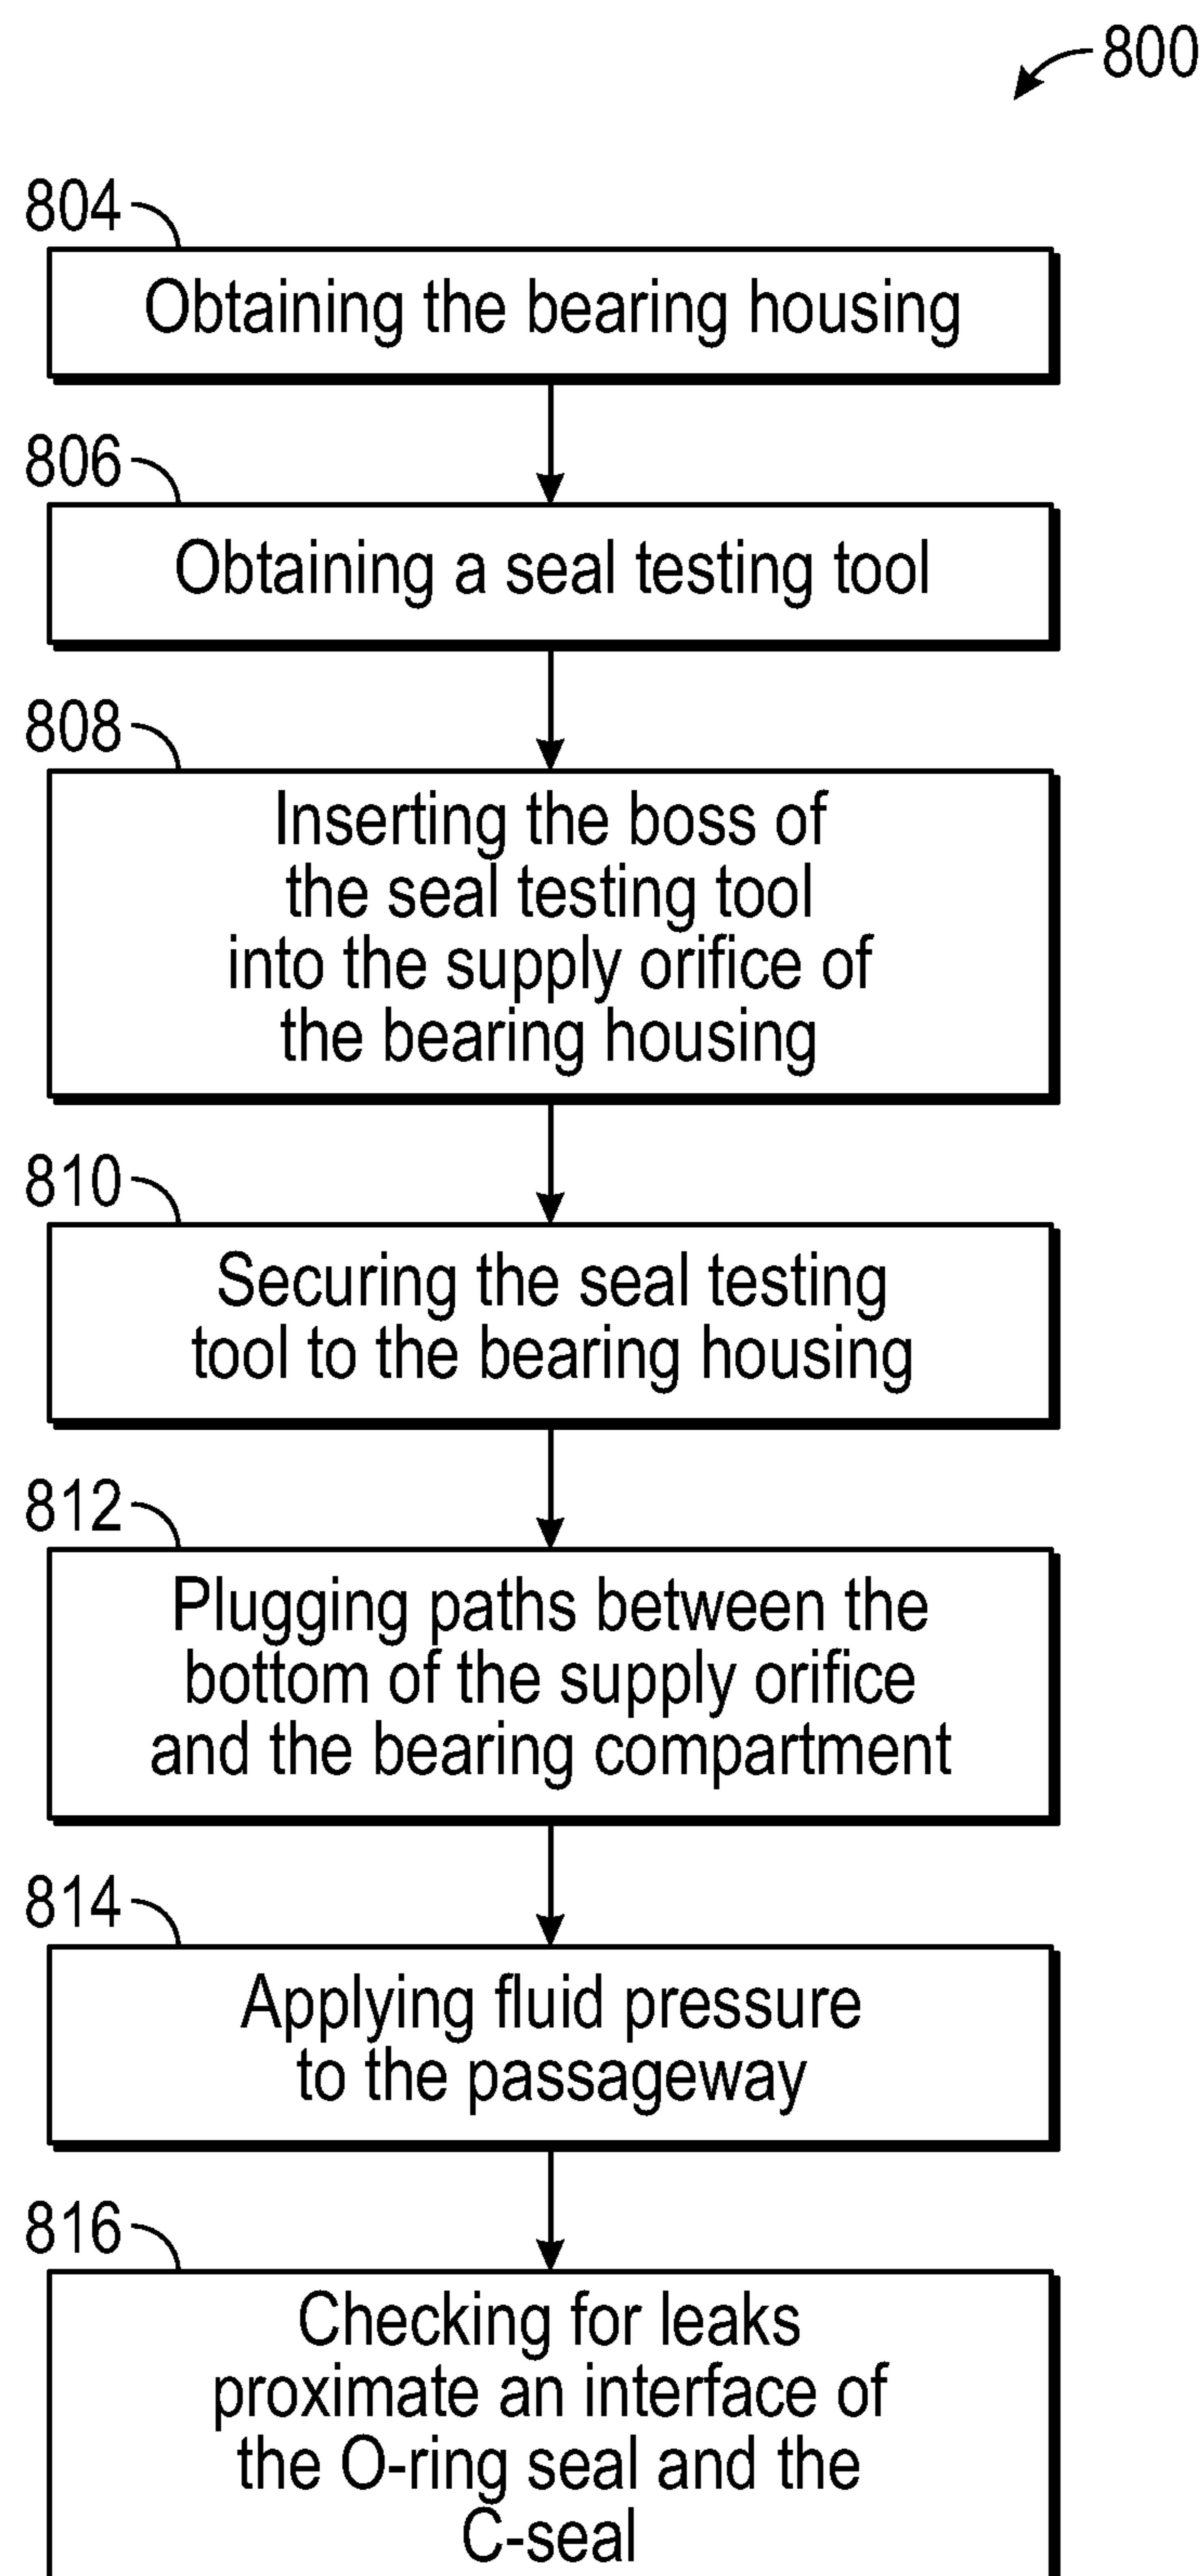 800
804
Obtaining the bearing housing
806
Obtaining a seal testing tool
808
Inserting the boss of
the seal testing tool
into the supply orifice of
the bearing housing
810
Securing the seal testing
tool to the bearing housing
812
Plugging paths between the
bottom of the supply orifice
and the bearing compartment
814
Applying fluid pressure
to the passageway
816
Checking for leaks
proximate an interface of
the O-ring seal and the
C-seal